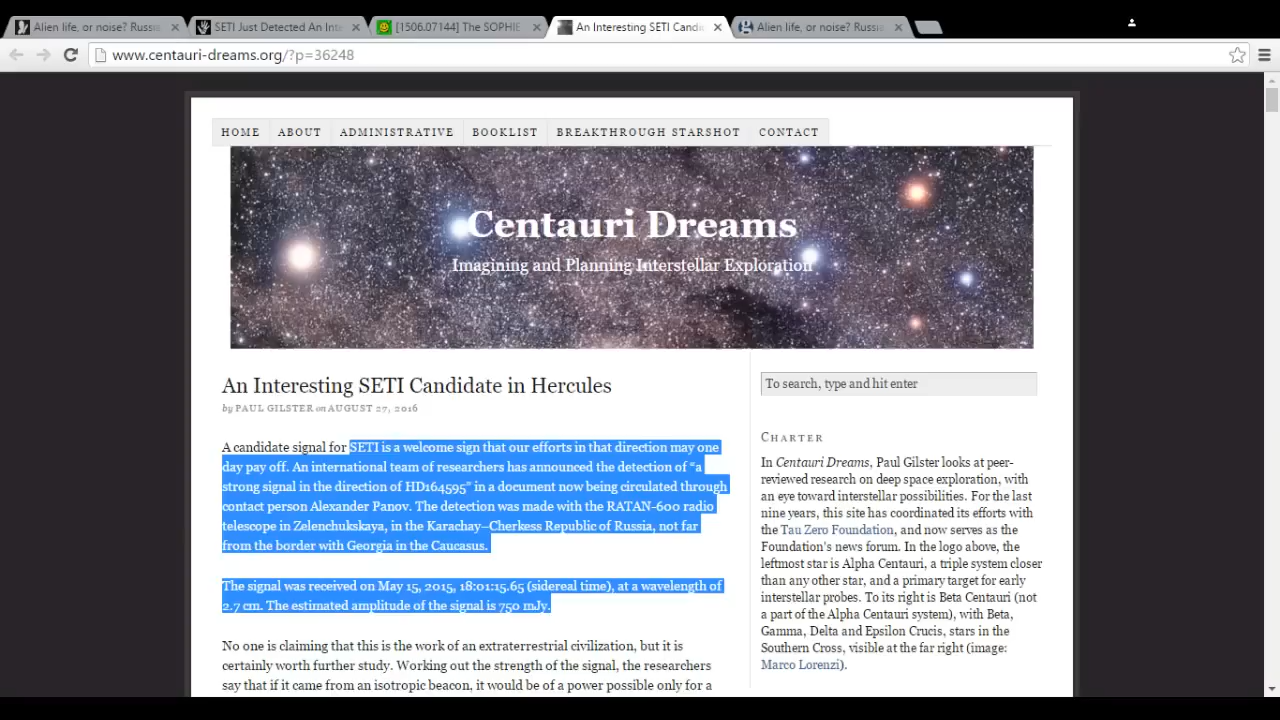 Alien life, or noise? Russia
SETI Just Detected An Int
[1506.07144] The SOPHIE
An Interesting SETI Candi
Alien life, or noise? Russia
www.centauri-dreams.org/?p=36248
HOME ABOUT ADMINISTRATIVE BOOKLIST BREAKTHROUGH STARSHOT CONTACT
Centauri Dreams
Imagining and Planning Interstellar Exploration
An Interesting SETI Candidate in Hercules
by PAUL GILSTER on AUGUST 27, 2016
A candidate signal for SETI is a welcome sign that our efforts in that direction may one
day pay off. An international team of researchers has announced the detection of “a
strong signal in the direction of HD164595” in a document now being circulated through
contact person Alexander Panov. The detection was made with the RATAN-600 radio
telescope in Zelenchukskaya, in the Karachay–Cherkess Republic of Russia, not far
from the border with Georgia in the Caucasus.
The signal was received on May 15, 2015, 18:01:15.65 (sidereal time), at a wavelength of
2.7 cm. The estimated amplitude of the signal is 750 mJy.
No one is claiming that this is the work of an extraterrestrial civilization, but it is
certainly worth further study. Working out the strength of the signal, the researchers
say that if it came from an isotropic beacon, it would be of a power possible only for a
To search, type and hit enter
CHARTER
In Centauri Dreams, Paul Gilster looks at peer-
reviewed research on deep space exploration, with
an eye toward interstellar possibilities. For the last
nine years, this site has coordinated its efforts with
the Tau Zero Foundation, and now serves as the
Foundation's news forum. In the logo above, the
leftmost star is Alpha Centauri, a triple system closer
than any other star, and a primary target for early
interstellar probes. To its right is Beta Centauri (not
a part of the Alpha Centauri system), with Beta,
Gamma, Delta and Epsilon Crucis, stars in the
Southern Cross, visible at the far right (image:
Marco Lorenzi).